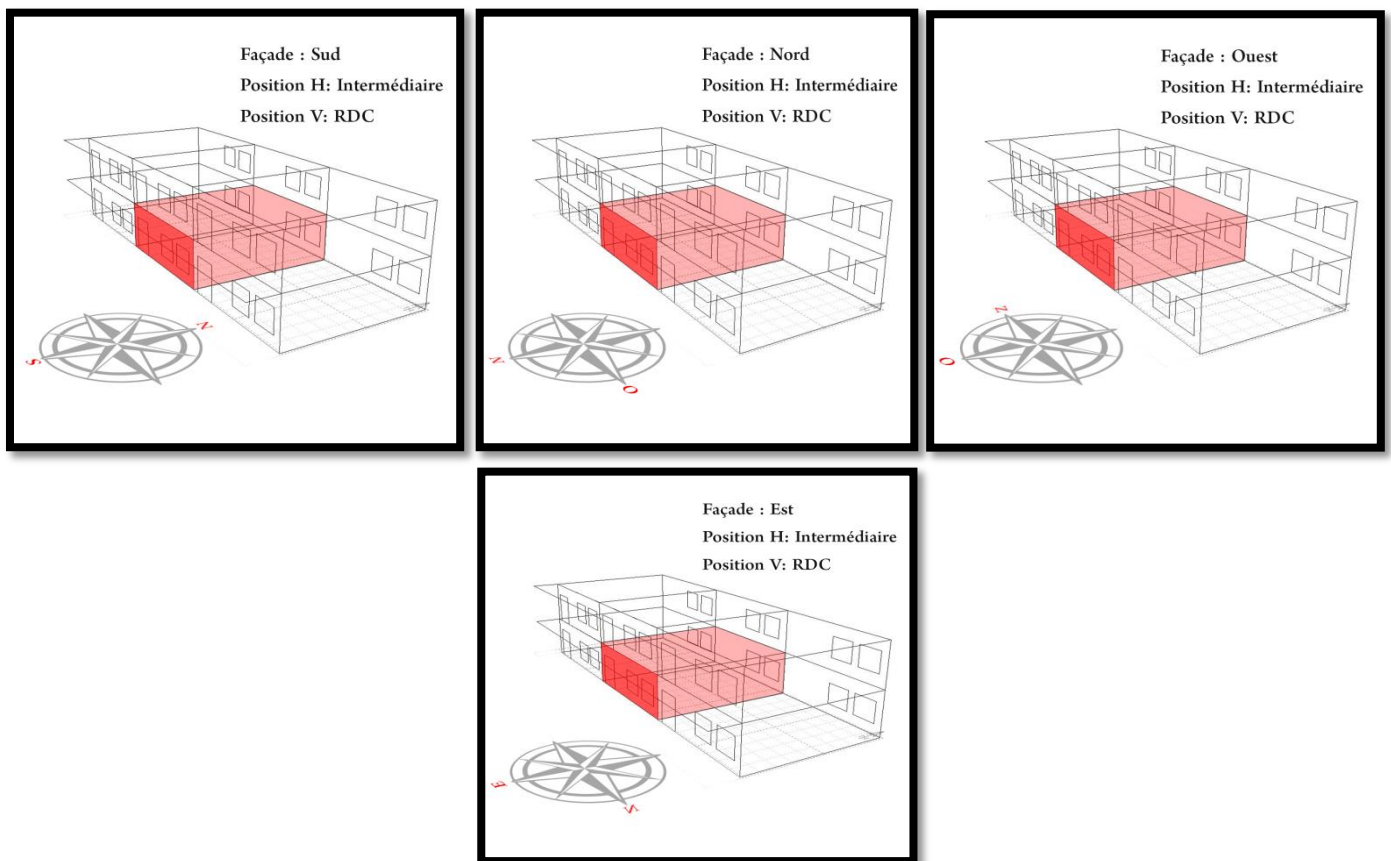 Façade : Sud
Position H: Intermédiaire
Position V: RDC
N
S
Façade : Nord
Position H: Intermédiaire
Position V: RDC
N
O
Façade : Ouest
Position H: Intermédiaire
Position V: RDC
N
O
Façade : Est
Position H: Intermédiaire
Position V: RDC
E
N